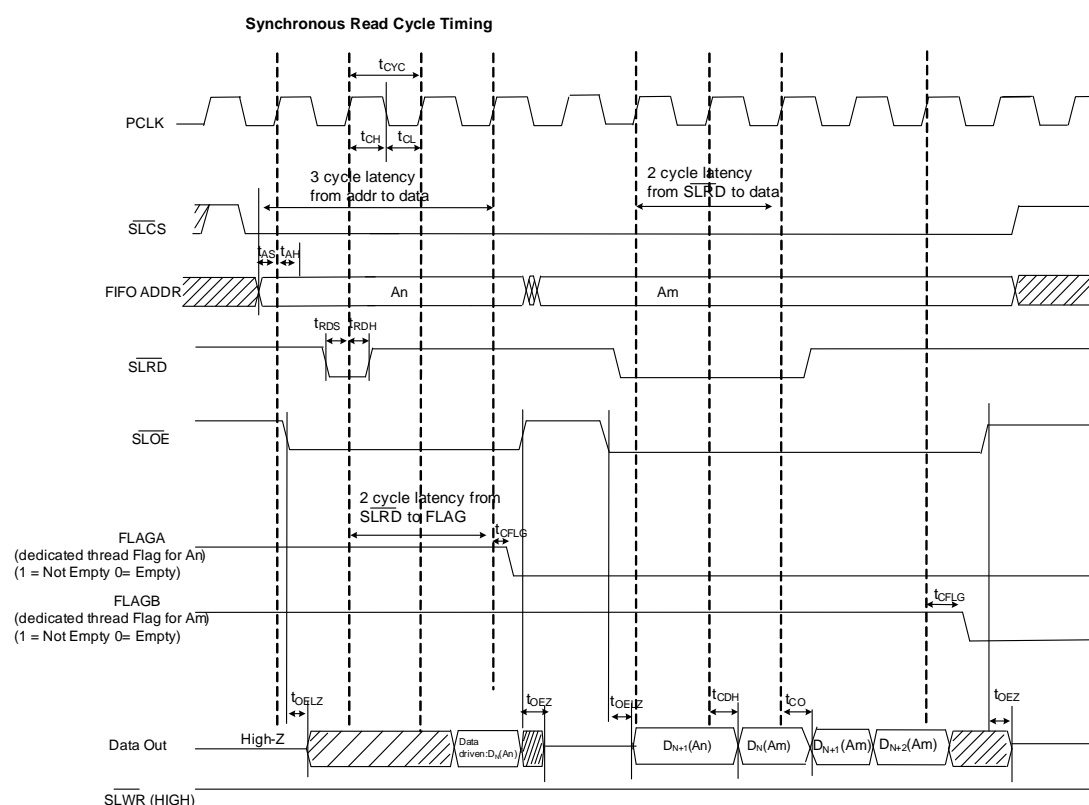 Synchronous Read Cycle Timing
tCYC
PCLK
tCH
tCL
3 cycle latency
from addr to data
2 cycle latency
from SLRD to data
SLCS
tAS
tAH
FIFO ADDR
An
Am
tRDS
tRDH
SLRD
SLOE
2 cycle latency from
SLRD to FLAG
tCFLG
FLAGA
(dedicated thread Flag for An)
(1 = Not Empty 0= Empty)
FLAGB
(dedicated thread Flag for Am)
(1 = Not Empty 0= Empty)
tCFLG
tOELZ
tOEZ
tOELZ
tCDH
tCO
tOEZ
Data Out
High-Z
Data
driven:DN(An)
DN+1(An)
DN(Am)
DN+1(Am)
DN+2(Am)
SLWR (HIGH)